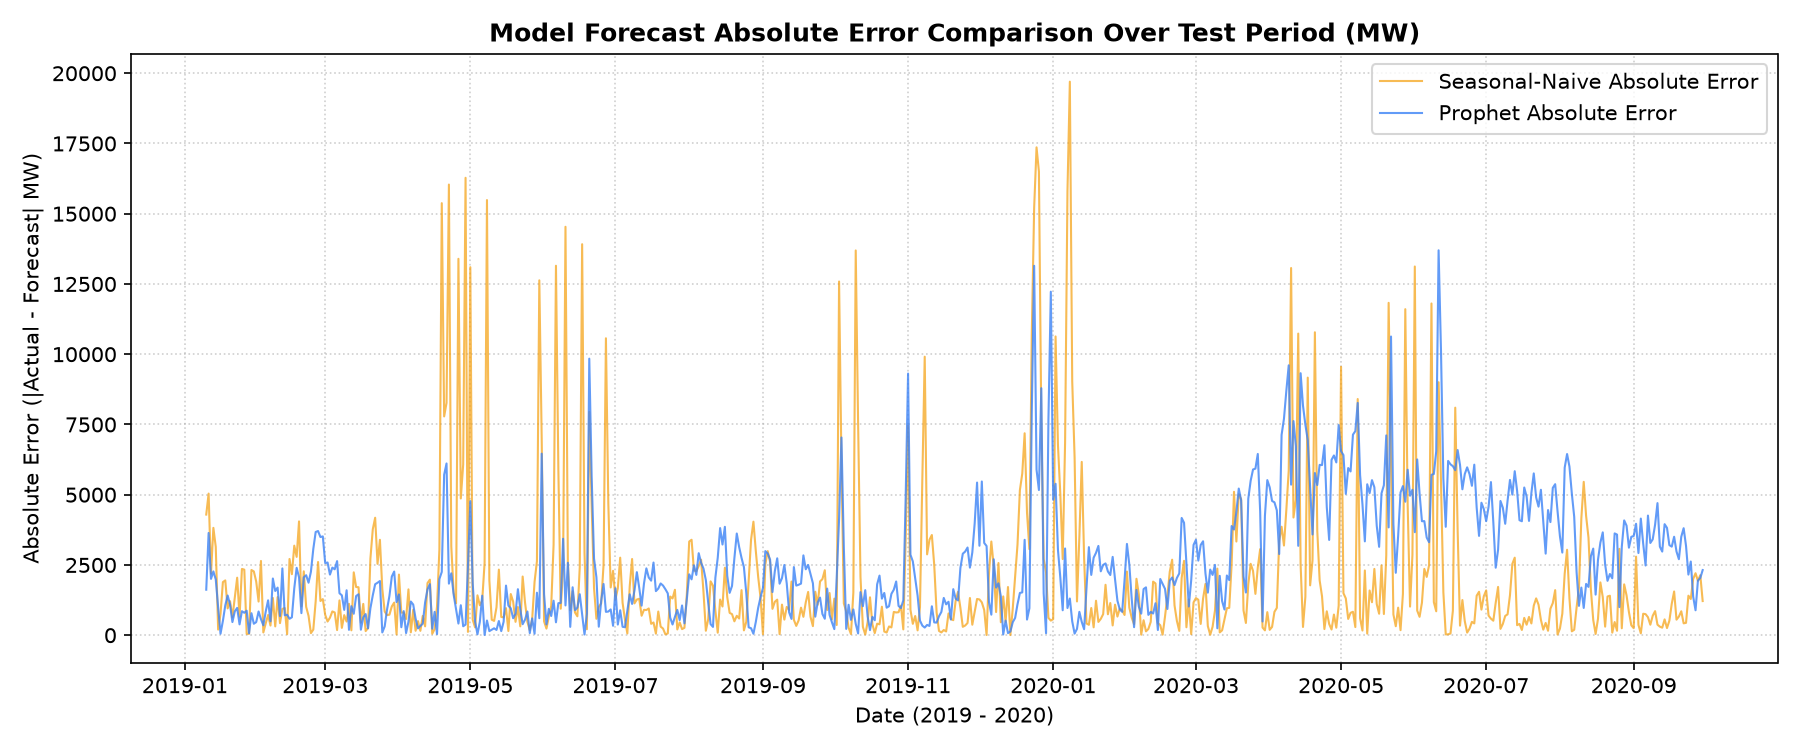 Model Forecast Absolute Error Comparison Over Test Period (MW)
Seasonal-Naive Absolute Error
Prophet Absolute Error
Absolute Error (|Actual - Forecast| MW)
20000
17500
15000
12500
10000
7500
5000
2500
0
2019-01 2019-03 2019-05 2019-07 2019-09 2019-11 2020-01 2020-03 2020-05 2020-07 2020-09
Date (2019 - 2020)